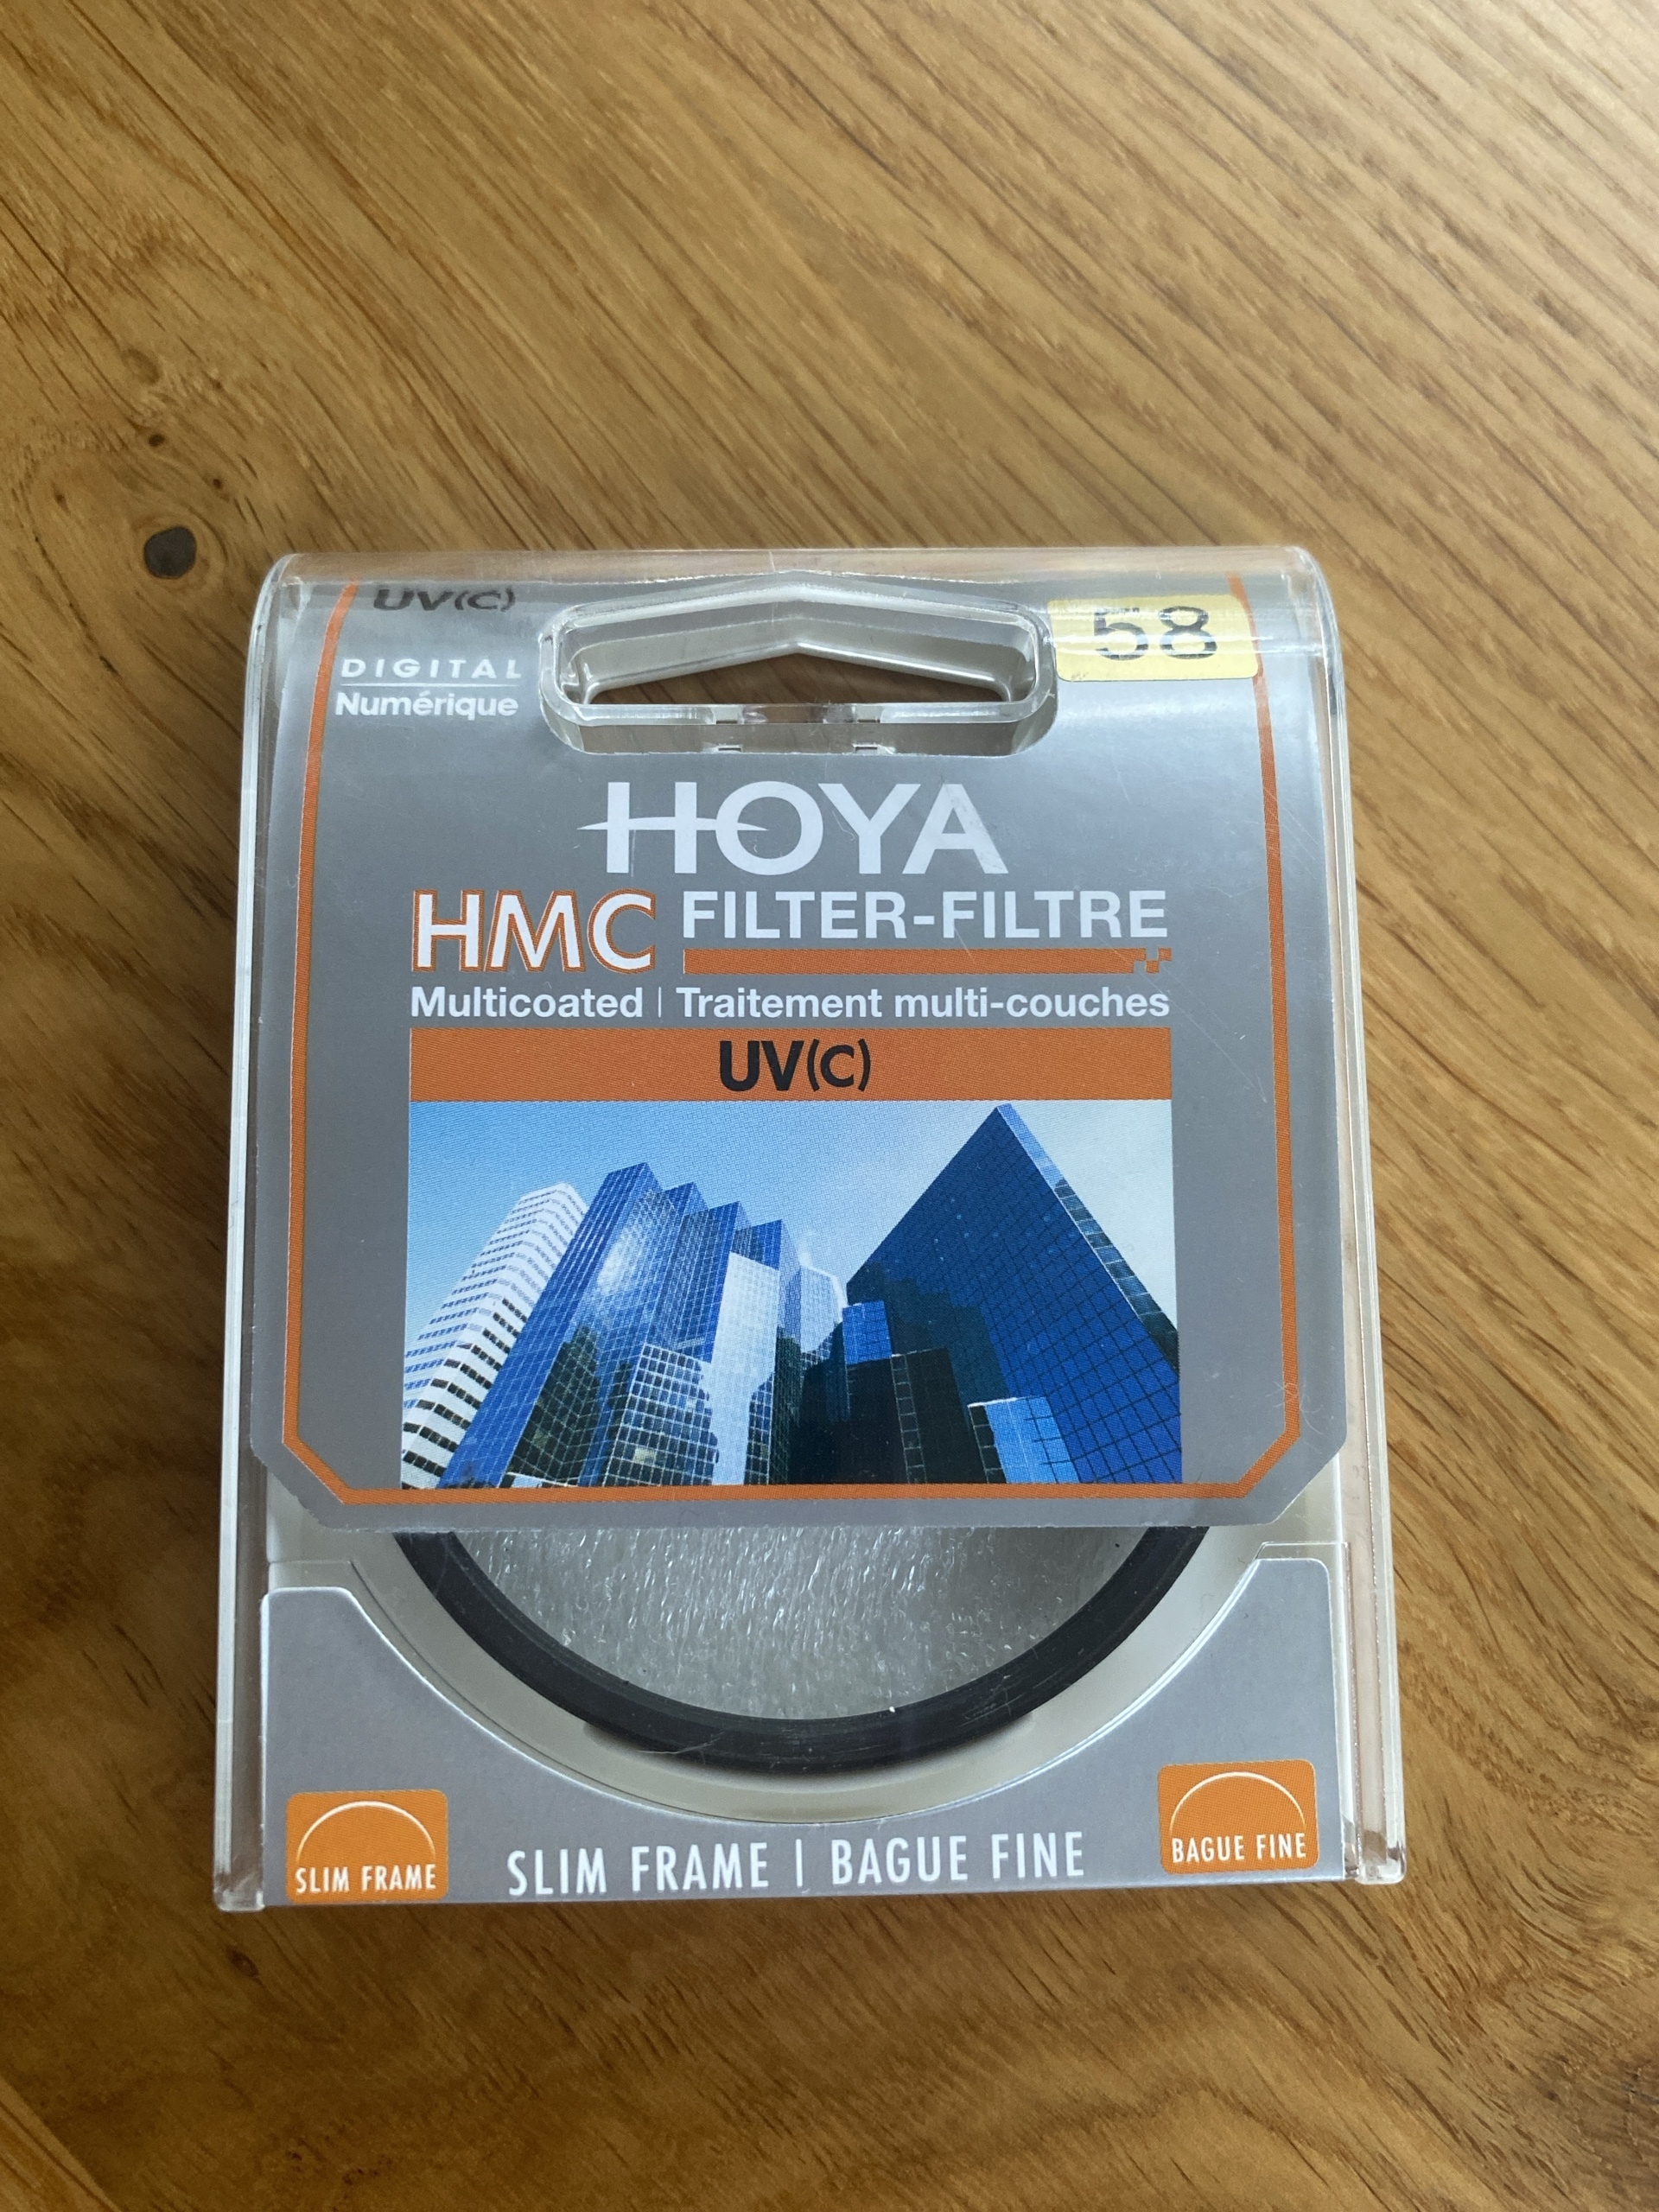 UV(C)
58
DIGITAL
Numérique
HOYA
HMC FILTER-FILTRE
Multicoated | Traitement multi-couches
UV(C)
SLIM FRAME
SLIM FRAME | BAGUE FINE
BAGUE FINE